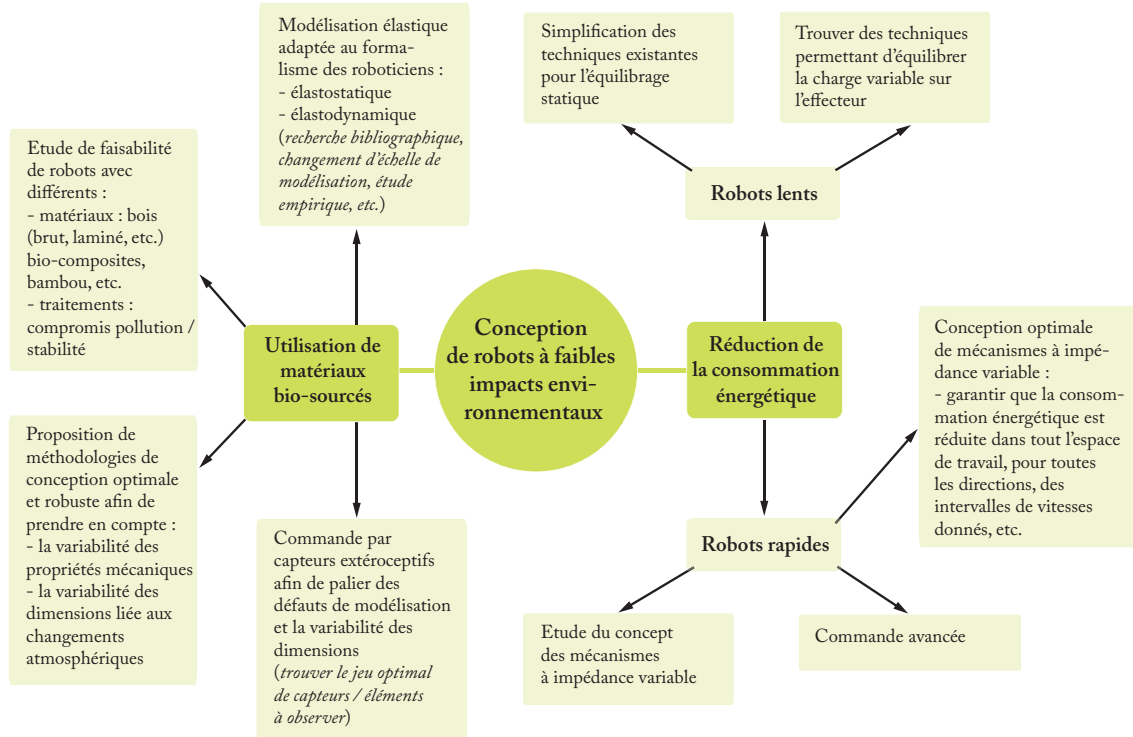 Modélisation élastique
adaptée au forma-
lisme des roboticiens :
- élastostatique
- élastodynamique
(recherche bibliographique,
changement d'échelle de
modélisation, étude
empirique, etc.)
Simplification des
techniques existantes
pour l'équilibrage
statique
Trouver des techniques
permettant d'équilibrer
la charge variable sur
l'effecteur
Etude de faisabilité
de robots avec
différents :
- matériaux : bois
(brut, laminé, etc.)
bio-composites,
bambou, etc.
- traitements :
compromis pollution /
stabilité
Robots lents
Utilisation de
matériaux
bio-sourcés
Conception
de robots à faibles
impacts envi-
ronnementaux
Réduction de
la consommation
énergétique
Conception optimale
de mécanismes à impé-
dance variable :
- garantir que la consom-
mation énergétique est
réduite dans tout l'espace
de travail, pour toutes
les directions, des
intervalles de vitesses
donnés, etc.
Proposition de
méthodologies de
conception optimale
et robuste afin de
prendre en compte :
- la variabilité des
propriétés mécaniques
- la variabilité des
dimensions liée aux
changements
atmosphériques
Commande par
capteurs extéroceptifs
afin de palier des
défauts de modélisation
et la variabilité des
dimensions
(trouver le jeu optimal
de capteurs / éléments
à observer)
Robots rapides
Etude du concept
des mécanismes
à impédance variable
Commande avancée